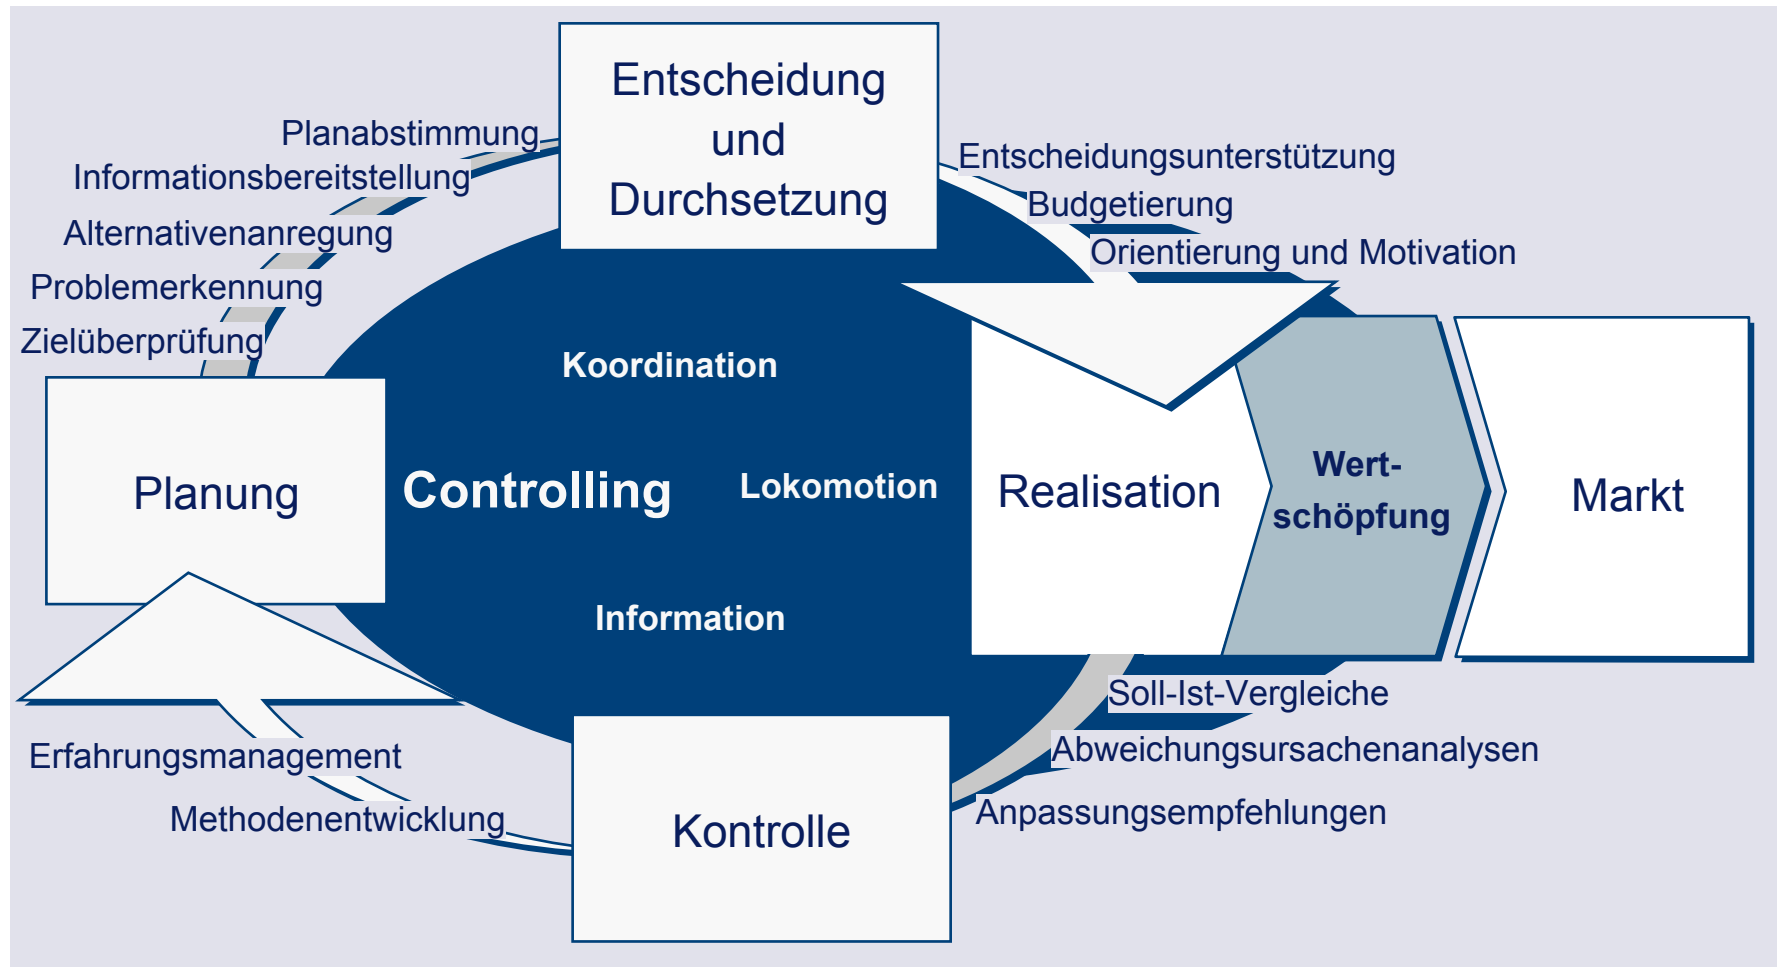 Entscheidung
und
Durchsetzung
Planabstimmung
Informationsbereitstellung
Alternativenanregung
Problemerkennung
Zielüberprüfung
Entscheidungsunterstützung
Budgetierung
Orientierung und Motivation
Planung
Controlling
Koordination
Lokomotion
Information
Realisation
Wert-
schöpfung
Markt
Soll-Ist-Vergleiche
Abweichungsursachenanalysen
Anpassungsempfehlungen
Kontrolle
Erfahrungsmanagement
Methodenentwicklung